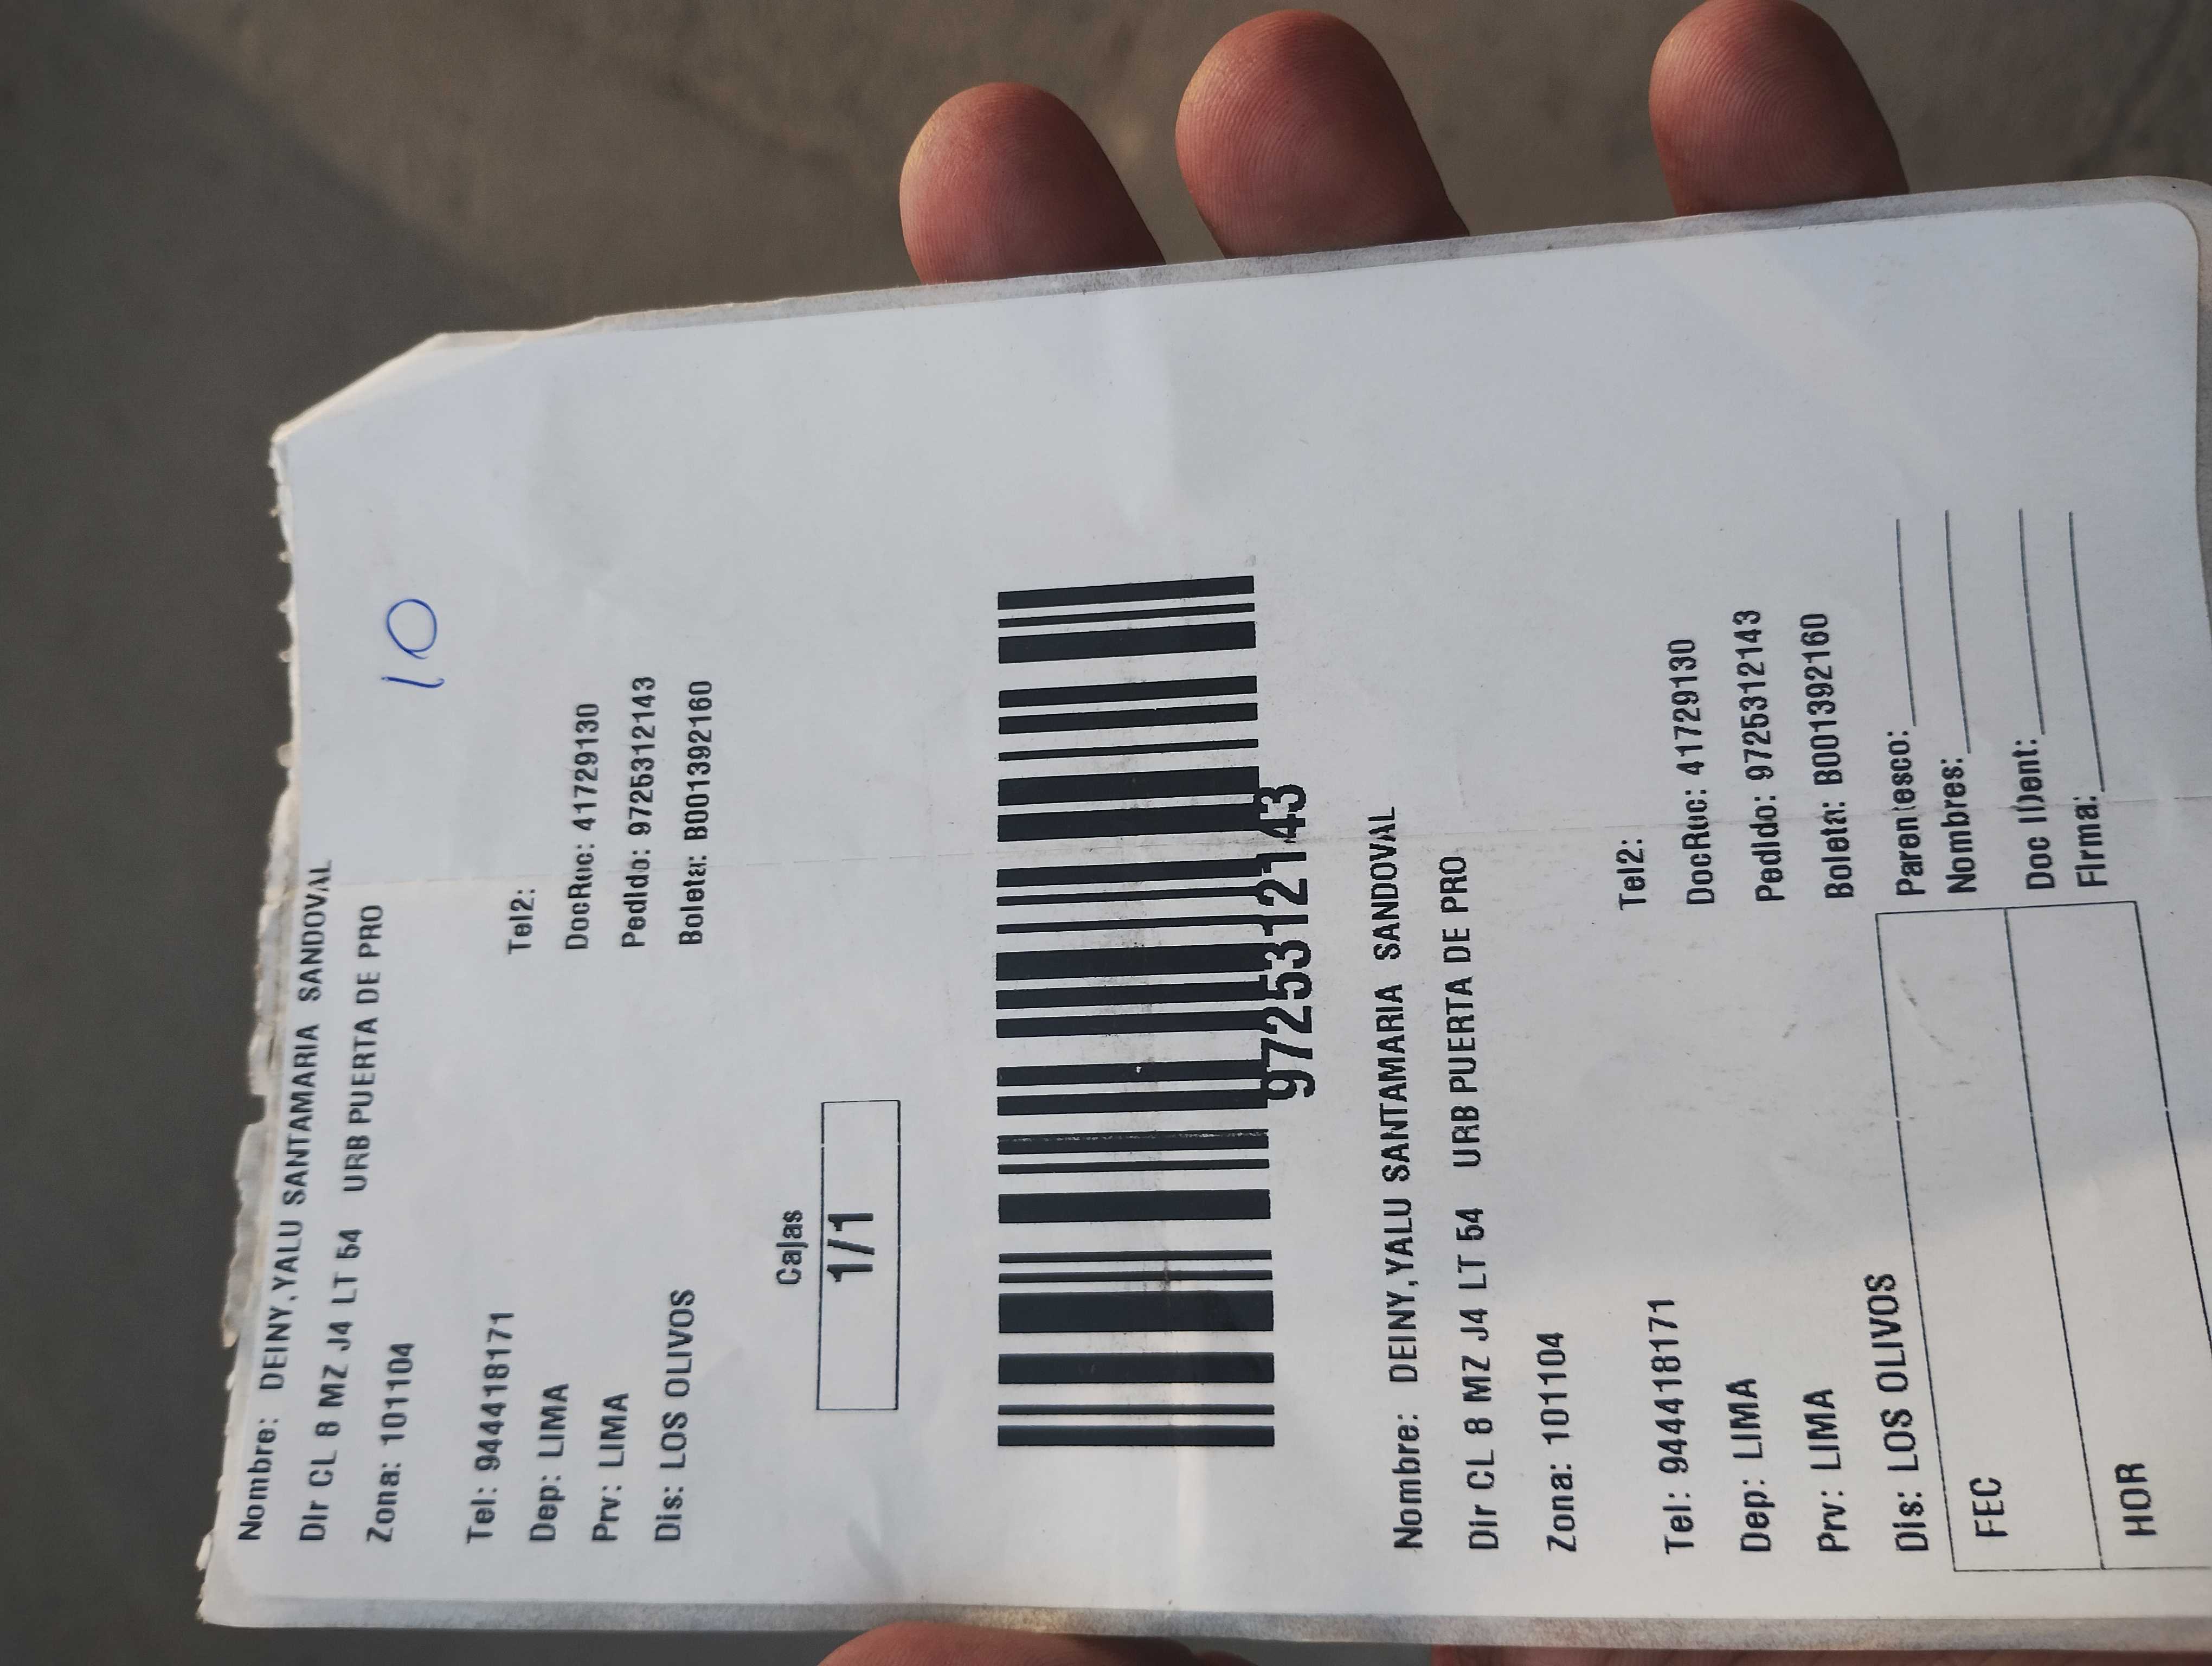 Nombre: DEINY,YALU SANTAMARIA SANDOVAL
Dir CL 8 MZ J4 LT 54 URB PUERTA DE PRO
Zona: 101104
10
Tel: 944418171 Tel2:
Dep: LIMA DocRuc: 41729130
Prv: LIMA Pedido: 9725312143
Dis: LOS OLIVOS Boleta: B001392160
Cajas
1/1
9725312143
Nombre: DEINY,YALU SANTAMARIA SANDOVAL
Dir CL 8 MZ J4 LT 54 URB PUERTA DE PRO
Zona: 101104
Tel: 944418171 Tel2:
Dep: LIMA DocRuc: 41729130
Prv: LIMA Pedido: 9725312143
Dis: LOS OLIVOS Boleta: B001392160
FEC Parentesco:
Nombres:
HOR Doc IDent:
Firma: